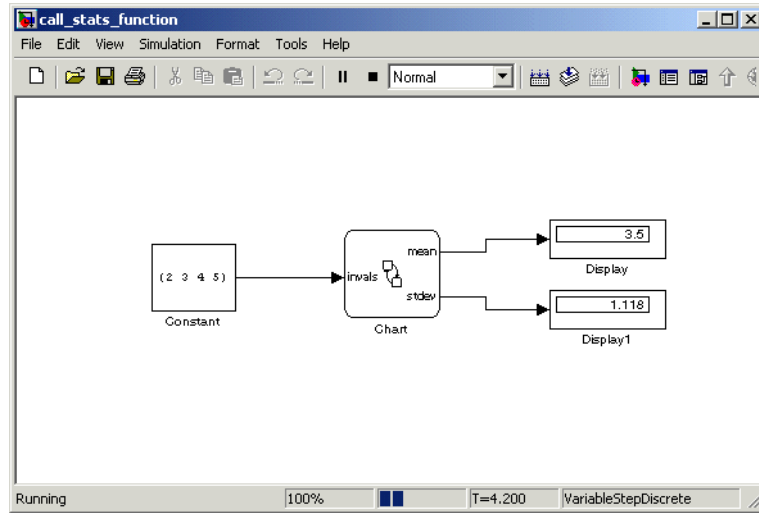 call_stats_function
File Edit View Simulation Format Tools Help
Normal
(2 3 4 5)
Constant
invals
mean
stdev
Chart
3.5
Display
1.118
Display1
Running 100% T=4.200 VariableStepDiscrete